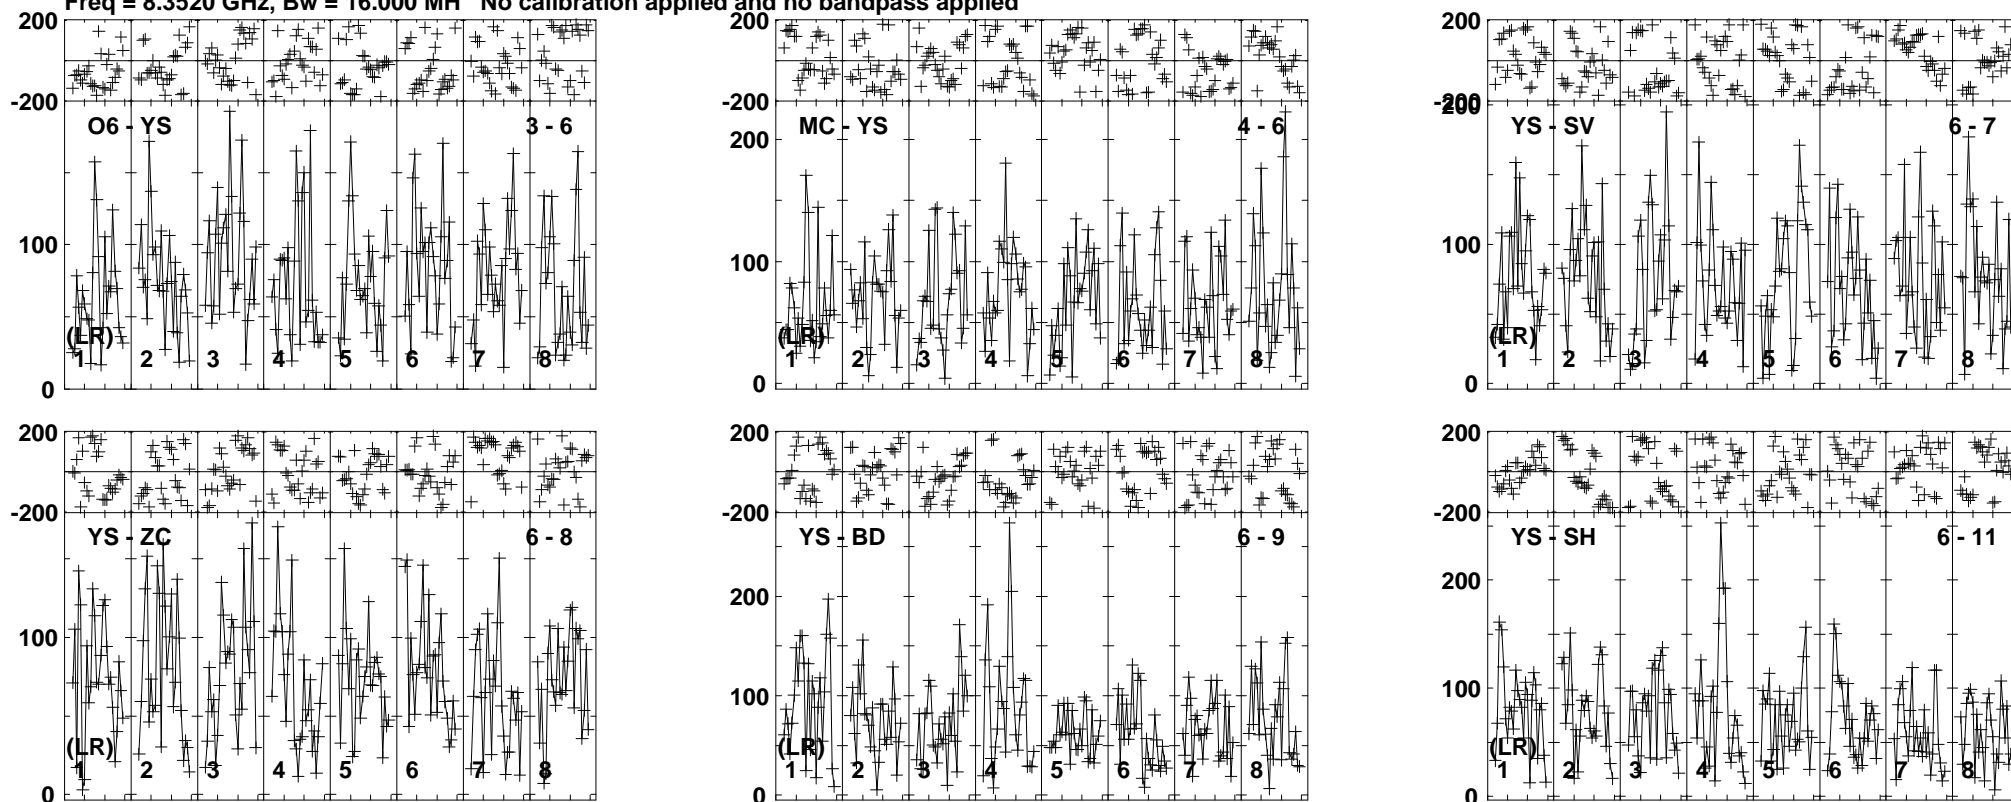 Freq = 8.3520 GHz, Bw = 16.000 MH No calibration applied and no bandpass applied
200 200 200
-200 -200 -200
200
O6 - YS 3 - 6 MC - YS 4 - 6 YS - SV 6 - 7
200
100 100 100
(LR) (LR) (LR)
1 2 3 4 5 6 7 8 1 2 3 4 5 6 7 8 1 2 3 4 5 6 7 8
0 0 0
200 200 200
-200 -200 -200
YS - ZC 6 - 8 YS - BD 6 - 9 YS - SH 6 - 11
200 200
100 100 100
(LR) (LR) (LR)
1 2 3 4 5 6 7 8 1 2 3 4 5 6 7 8 1 2 3 4 5 6 7 8
0 0 0